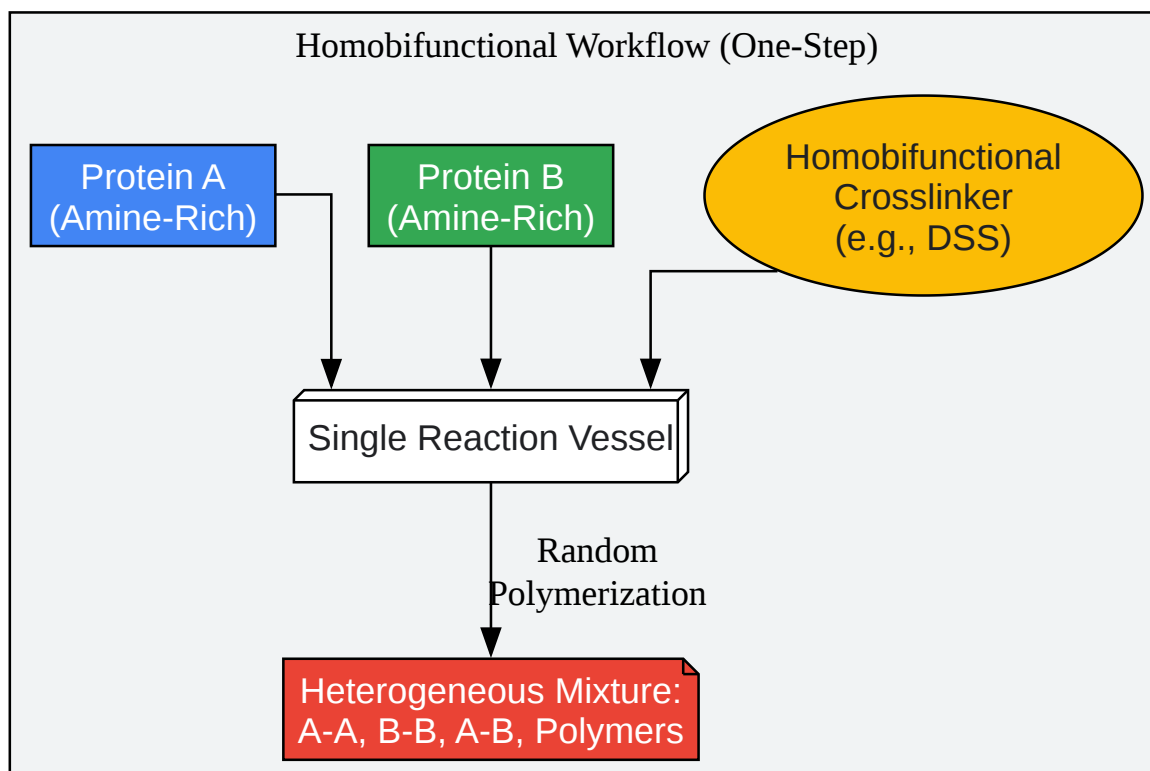 Homobifunctional Workflow (One-Step)
Protein A
(Amine-Rich)
Protein B
(Amine-Rich)
Homobifunctional
Crosslinker
(e.g., DSS)
Single Reaction Vessel
Random
Polymerization
Heterogeneous Mixture:
A-A, B-B, A-B, Polymers